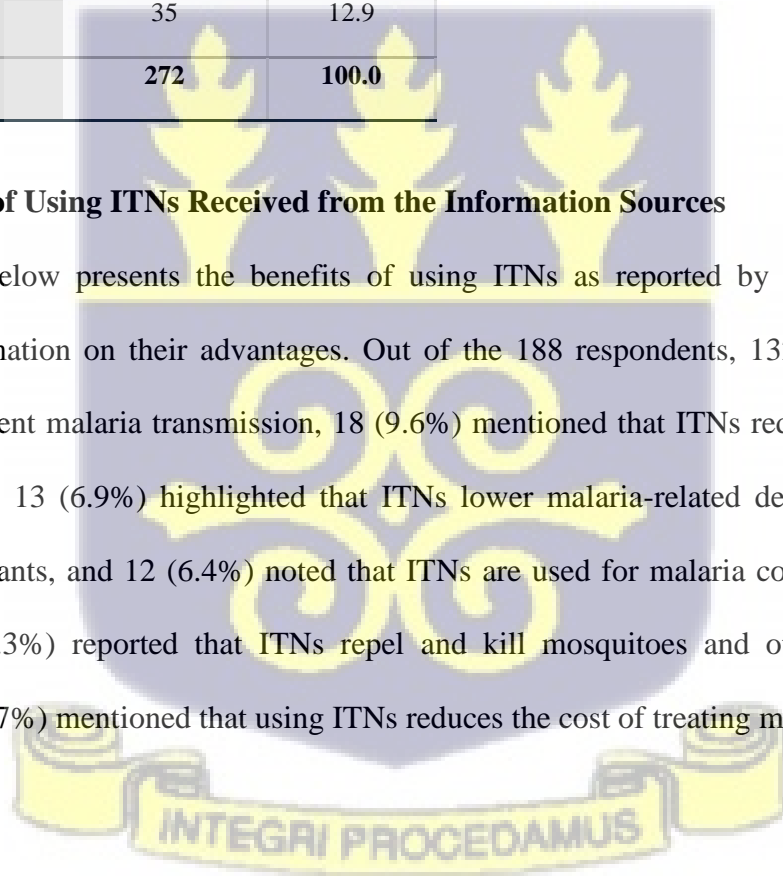 35 12.9
272 100.0
of Using ITNs Received from the Information Sources
elow presents the benefits of using ITNs as reported by
nation on their advantages. Out of the 188 respondents, 13
ent malaria transmission, 18 (9.6%) mentioned that ITNs red
13 (6.9%) highlighted that ITNs lower malaria-related de
ants, and 12 (6.4%) noted that ITNs are used for malaria co
.3%) reported that ITNs repel and kill mosquitoes and o
7%) mentioned that using ITNs reduces the cost of treating m
INTEGRI PROCEDAMUS